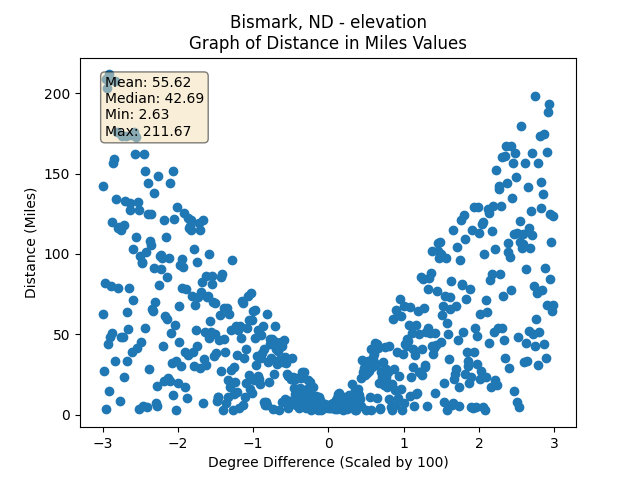 Bismark, ND - elevation
Graph of Distance in Miles Values
Mean: 55.62
Median: 42.69
Min: 2.63
Max: 211.67
200
150
100
50
0
Distance (Miles)
−3 −2 −1 0 1 2 3
Degree Difference (Scaled by 100)